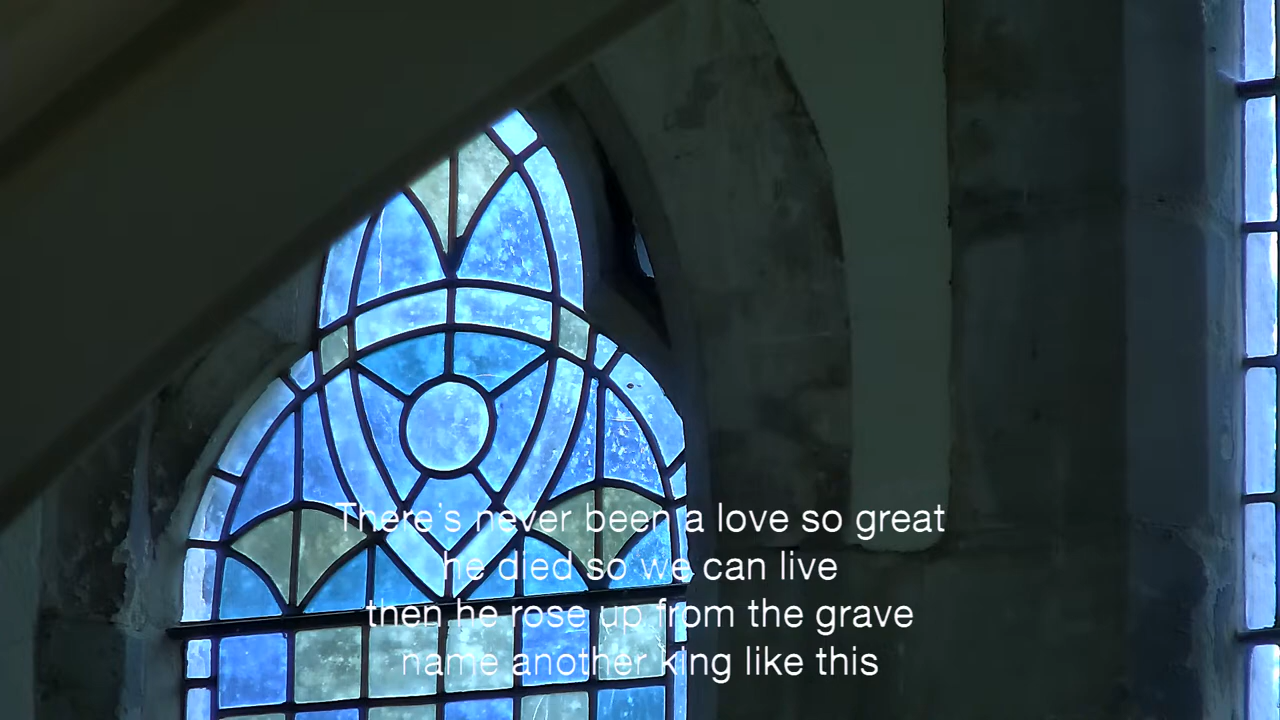 There's never been a love so great
he died so we can live
then he rose up from the grave
name another king like this